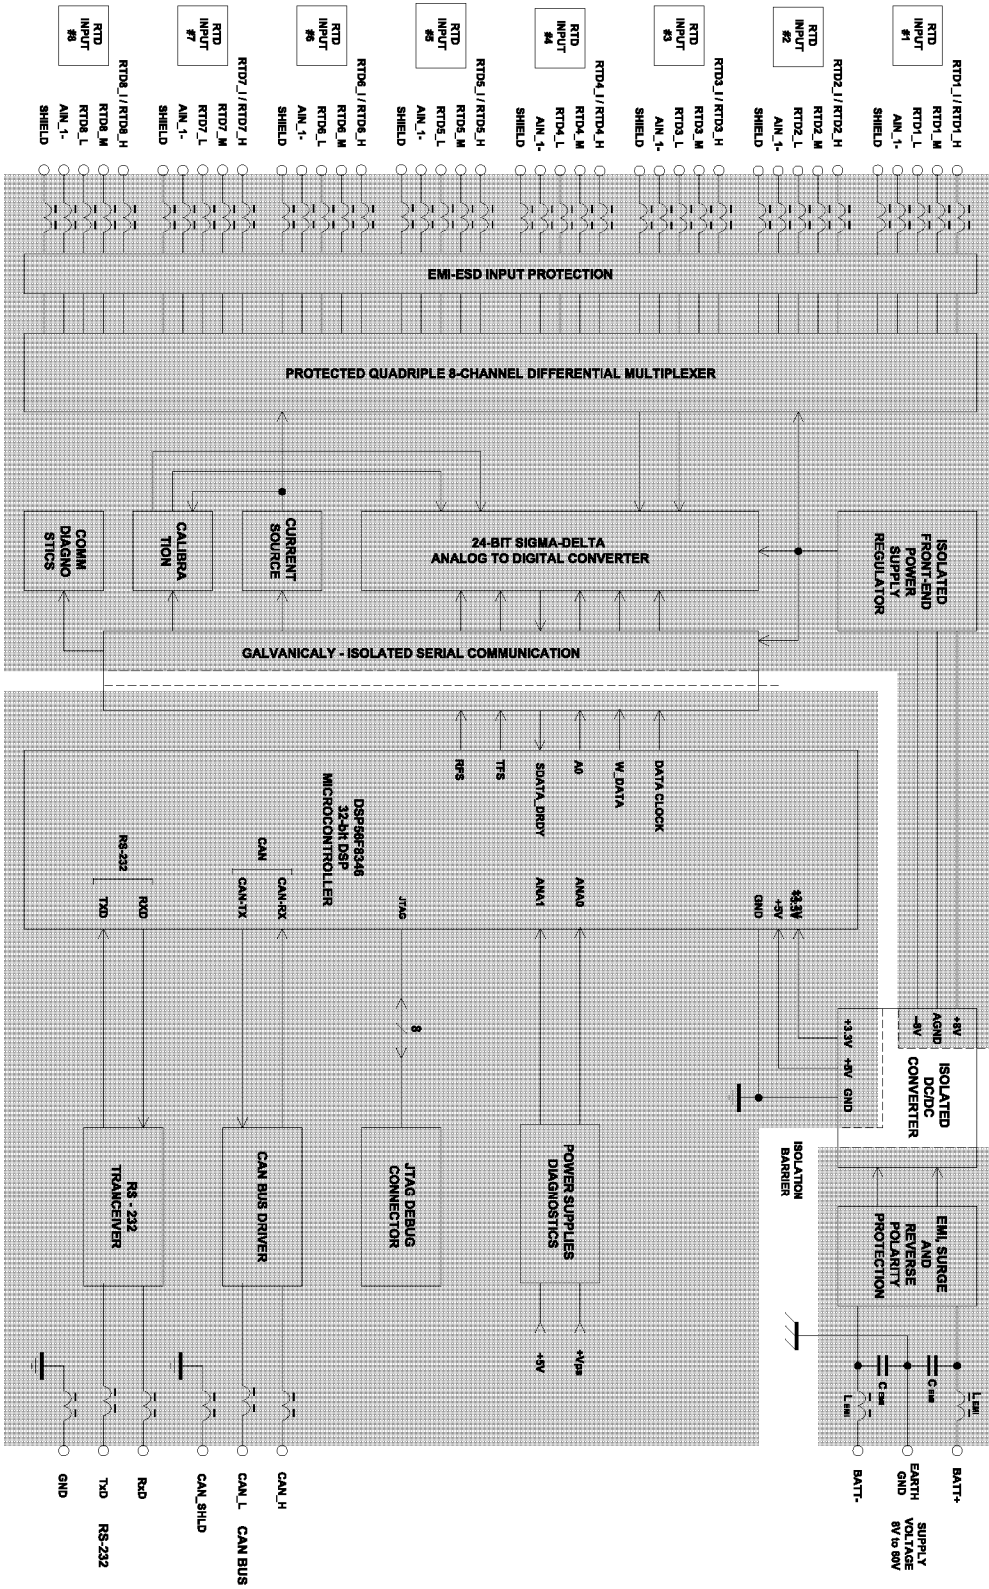 RTD
INPUT
#1
RTD1_I / RTD1_H
RTD1_M
RTD1_L
AIN_1-
SHIELD
RTD
INPUT
#2
RTD2_I / RTD2_H
RTD2_M
RTD2_L
AIN_1-
SHIELD
RTD
INPUT
#3
RTD3_I / RTD3_H
RTD3_M
RTD3_L
AIN_1-
SHIELD
RTD
INPUT
#4
RTD4_I / RTD4_H
RTD4_M
RTD4_L
AIN_1-
SHIELD
RTD
INPUT
#5
RTD5_I / RTD5_H
RTD5_M
RTD5_L
AIN_1-
SHIELD
RTD
INPUT
#6
RTD6_I / RTD6_H
RTD6_M
RTD6_L
AIN_1-
SHIELD
RTD
INPUT
#7
RTD7_I / RTD7_H
RTD7_M
RTD7_L
AIN_1-
SHIELD
RTD
INPUT
#8
RTD8_I / RTD8_H
RTD8_M
RTD8_L
AIN_1-
SHIELD
EMI-ESD INPUT PROTECTION
PROTECTED QUADRIPLE 8-CHANNEL DIFFERENTIAL MULTIPLEXER
ISOLATED
FRONT-END
POWER
SUPPLY
REGULATOR
24-BIT SIGMA-DELTA
ANALOG TO DIGITAL CONVERTER
CURRENT
SOURCE
CALIBRA
TION
COMM
DIAGNO
STICS
GALVANICALY - ISOLATED SERIAL COMMUNICATION
DATA CLOCK
W_DATA
A0
SDATA_DRDY
TFS
RFS
DSP56F8346
32-bit DSP
MICROCONTROLLER
+5V
GND
ANA0
ANA1
JTAG
CAN
CAN-RX
CAN-TX
RS-232
RXD
TXD
+8V
AGND
-8V
+3.3V
+5V
GND
ISOLATED
DC/DC
CONVERTER
8
ISOLATION
BARRIER
EMI, SURGE
AND
REVERSE
POLARITY
PROTECTION
POWER SUPPLIES
DIAGNOSTICS
JTAG DEBUG
CONNECTOR
CAN BUS DRIVER
RS - 232
TRANCEIVER
+Vps
+5V
C EMI
C EMI
L EMI
L EMI
BATT+
EARTH
GND
BATT-
SUPPLY
VOLTAGE
8V to 60V
CAN_H
CAN_L
CAN_SHLD
CAN BUS
RxD
TxD
GND
RS-232